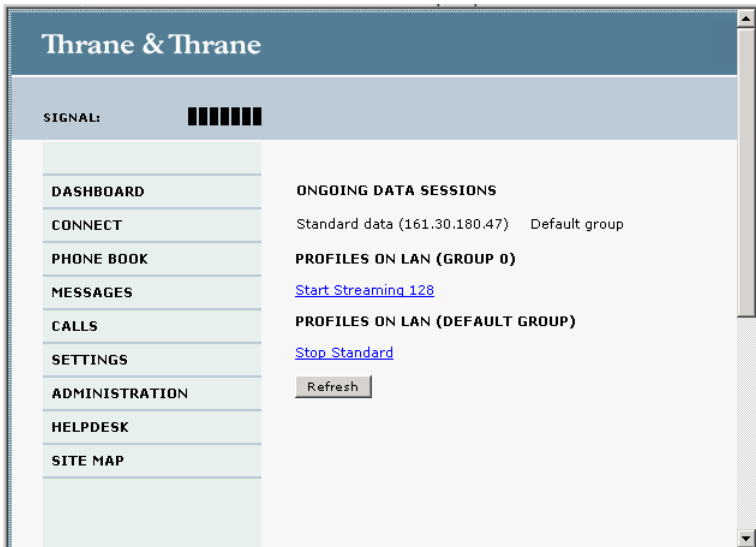 Thrane & Thrane
SIGNAL:
DASHBOARD
CONNECT
PHONE BOOK
MESSAGES
CALLS
SETTINGS
ADMINISTRATION
HELPDESK
SITE MAP
ONGOING DATA SESSIONS
Standard data (161.30.180.47) Default group
PROFILES ON LAN (GROUP 0)
Start Streaming 128
PROFILES ON LAN (DEFAULT GROUP)
Stop Standard
Refresh